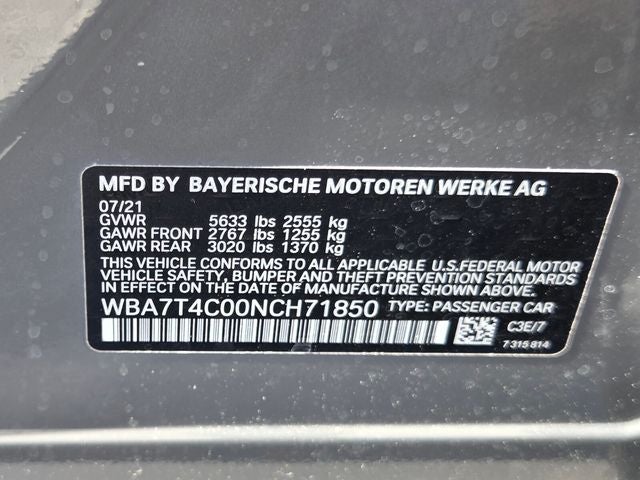 MFD BY BAYERISCHE MOTOREN WERKE AG
07/21
GVWR 5633 lbs 2555 kg
GAWR FRONT 2767 lbs 1255 kg
GAWR REAR 3020 lbs 1370 kg
THIS VEHICLE CONFORMS TO ALL APPLICABLE U.S.FEDERAL MOTOR
VEHICLE SAFETY, BUMPER AND THEFT PREVENTION STANDARDS
IN EFFECT ON THE DATE OF MANUFACTURE SHOWN ABOVE.
WBA7T4C00NCH71850 TYPE: PASSENGER CAR
C3E/7
7 315 814